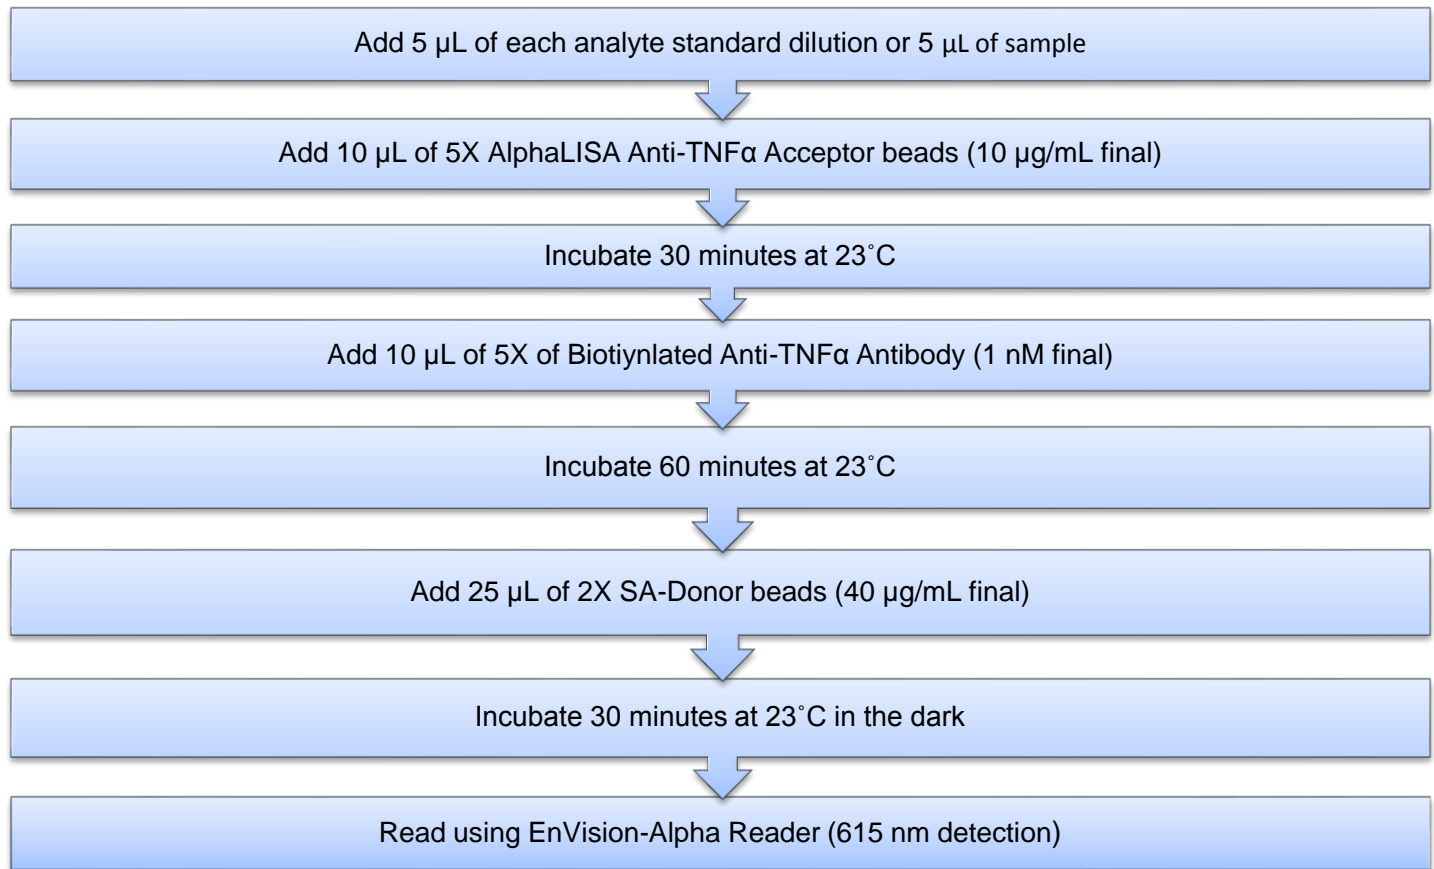 Add 5 µL of each analyte standard dilution or 5 µL of sample
Add 10 µL of 5X AlphaLISA Anti-TNFα Acceptor beads (10 µg/mL final)
Incubate 30 minutes at 23˚C
Add 10 µL of 5X of Biotiynlated Anti-TNFα Antibody (1 nM final)
Incubate 60 minutes at 23˚C
Add 25 µL of 2X SA-Donor beads (40 µg/mL final)
Incubate 30 minutes at 23˚C in the dark
Read using EnVision-Alpha Reader (615 nm detection)